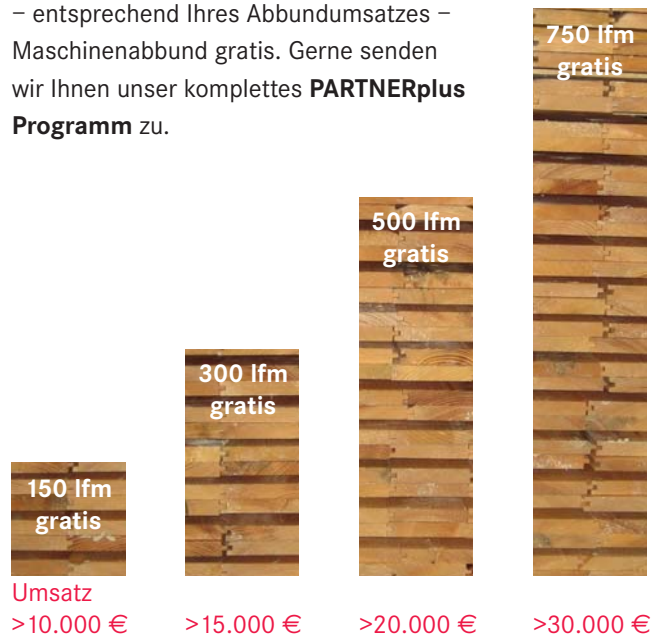 – entsprechend Ihres Abbundumsatzes –
Maschinenabbund gratis. Gerne senden
wir Ihnen unser komplettes PARTNERplus
Programm zu.
750 lfm
gratis
500 lfm
gratis
300 lfm
gratis
150 lfm
gratis
Umsatz
>10.000 € >15.000 € >20.000 € >30.000 €